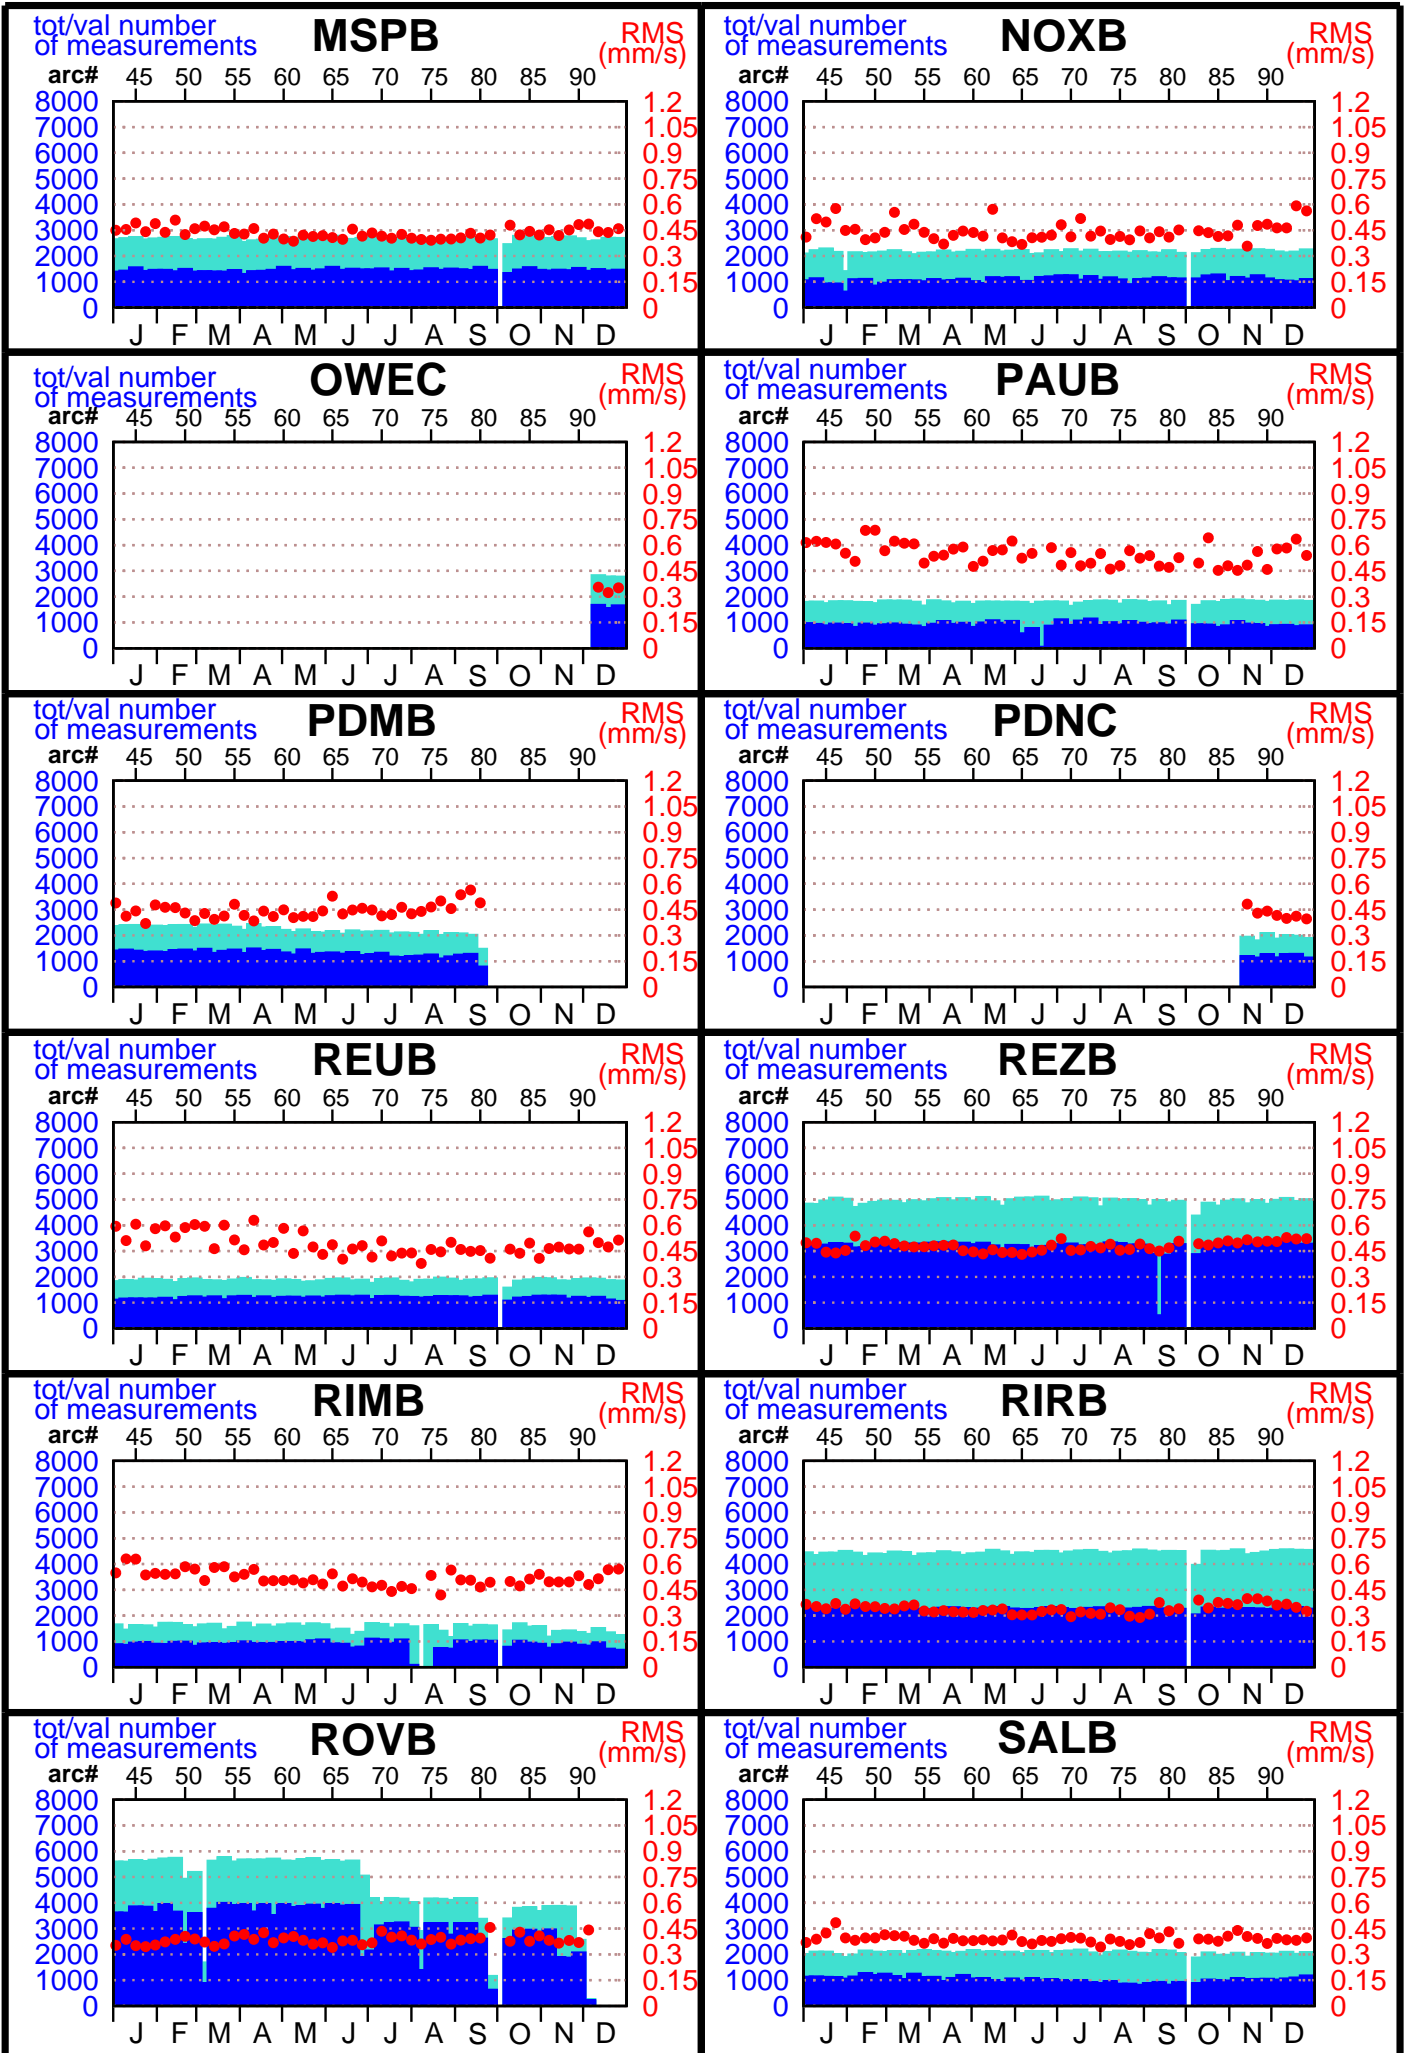 tot/val number
of measurements
MSPB
RMS
(mm/s)
arc# 45 50 55 60 65 70 75 80 85 90
8000 1.2
7000 1.05
6000 0.9
5000 0.75
4000 0.6
3000 0.45
2000 0.3
1000 0.15
0 0
J F M A M J J A S O N D
tot/val number
of measurements
NOXB
RMS
(mm/s)
arc# 45 50 55 60 65 70 75 80 85 90
8000 1.2
7000 1.05
6000 0.9
5000 0.75
4000 0.6
3000 0.45
2000 0.3
1000 0.15
0 0
J F M A M J J A S O N D
tot/val number
of measurements
OWEC
RMS
(mm/s)
arc# 45 50 55 60 65 70 75 80 85 90
8000 1.2
7000 1.05
6000 0.9
5000 0.75
4000 0.6
3000 0.45
2000 0.3
1000 0.15
0 0
J F M A M J J A S O N D
tot/val number
of measurements
PAUB
RMS
(mm/s)
arc# 45 50 55 60 65 70 75 80 85 90
8000 1.2
7000 1.05
6000 0.9
5000 0.75
4000 0.6
3000 0.45
2000 0.3
1000 0.15
0 0
J F M A M J J A S O N D
tot/val number
of measurements
PDMB
RMS
(mm/s)
arc# 45 50 55 60 65 70 75 80 85 90
8000 1.2
7000 1.05
6000 0.9
5000 0.75
4000 0.6
3000 0.45
2000 0.3
1000 0.15
0 0
J F M A M J J A S O N D
tot/val number
of measurements
PDNC
RMS
(mm/s)
arc# 45 50 55 60 65 70 75 80 85 90
8000 1.2
7000 1.05
6000 0.9
5000 0.75
4000 0.6
3000 0.45
2000 0.3
1000 0.15
0 0
J F M A M J J A S O N D
tot/val number
of measurements
REUB
RMS
(mm/s)
arc# 45 50 55 60 65 70 75 80 85 90
8000 1.2
7000 1.05
6000 0.9
5000 0.75
4000 0.6
3000 0.45
2000 0.3
1000 0.15
0 0
J F M A M J J A S O N D
tot/val number
of measurements
REZB
RMS
(mm/s)
arc# 45 50 55 60 65 70 75 80 85 90
8000 1.2
7000 1.05
6000 0.9
5000 0.75
4000 0.6
3000 0.45
2000 0.3
1000 0.15
0 0
J F M A M J J A S O N D
tot/val number
of measurements
RIMB
RMS
(mm/s)
arc# 45 50 55 60 65 70 75 80 85 90
8000 1.2
7000 1.05
6000 0.9
5000 0.75
4000 0.6
3000 0.45
2000 0.3
1000 0.15
0 0
J F M A M J J A S O N D
tot/val number
of measurements
RIRB
RMS
(mm/s)
arc# 45 50 55 60 65 70 75 80 85 90
8000 1.2
7000 1.05
6000 0.9
5000 0.75
4000 0.6
3000 0.45
2000 0.3
1000 0.15
0 0
J F M A M J J A S O N D
tot/val number
of measurements
ROVB
RMS
(mm/s)
arc# 45 50 55 60 65 70 75 80 85 90
8000 1.2
7000 1.05
6000 0.9
5000 0.75
4000 0.6
3000 0.45
2000 0.3
1000 0.15
0 0
J F M A M J J A S O N D
tot/val number
of measurements
SALB
RMS
(mm/s)
arc# 45 50 55 60 65 70 75 80 85 90
8000 1.2
7000 1.05
6000 0.9
5000 0.75
4000 0.6
3000 0.45
2000 0.3
1000 0.15
0 0
J F M A M J J A S O N D